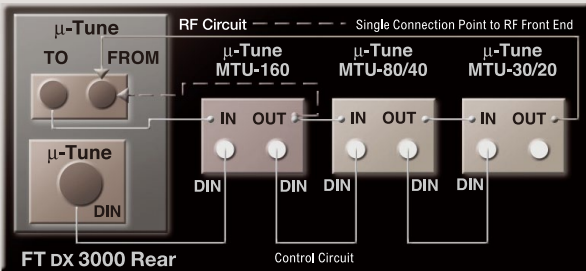 μ-Tune
TO FROM
μ-Tune
DIN
FT DX 3000 Rear
RF Circuit
Single Connection Point to RF Front End
μ-Tune
MTU-160
IN OUT
DIN DIN
μ-Tune
MTU-80/40
IN OUT
DIN DIN
μ-Tune
MTU-30/20
IN OUT
DIN
Control Circuit